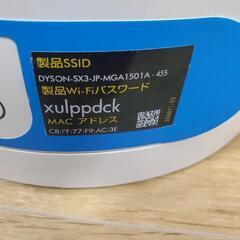 製品SSID
DYSON-SX3-JP-MGA1501A - 455
製品Wi-Fiパスワード
xulppdck
MAC アドレス
C8:FF:77:F9:AC:3E